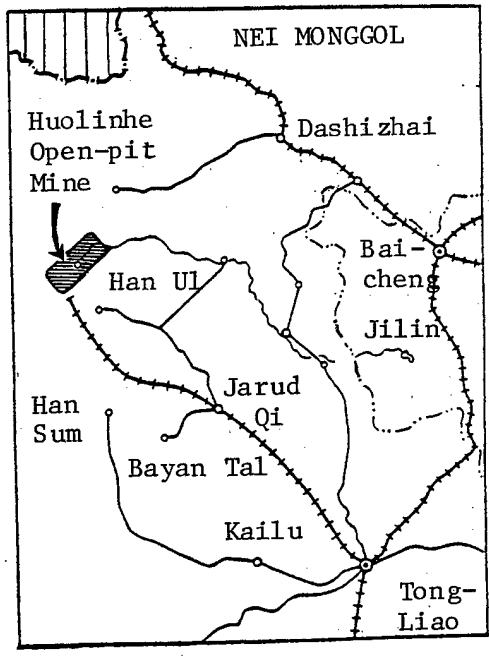 NEI MONGGOL
Huolinhe
Open-pit
Mine
Dashizhai
Bai-
cheng
Han Ul
Jilin
Jarud
Qi
Han
Sum
Bayan Tal
Kailu
Tong-
Liao